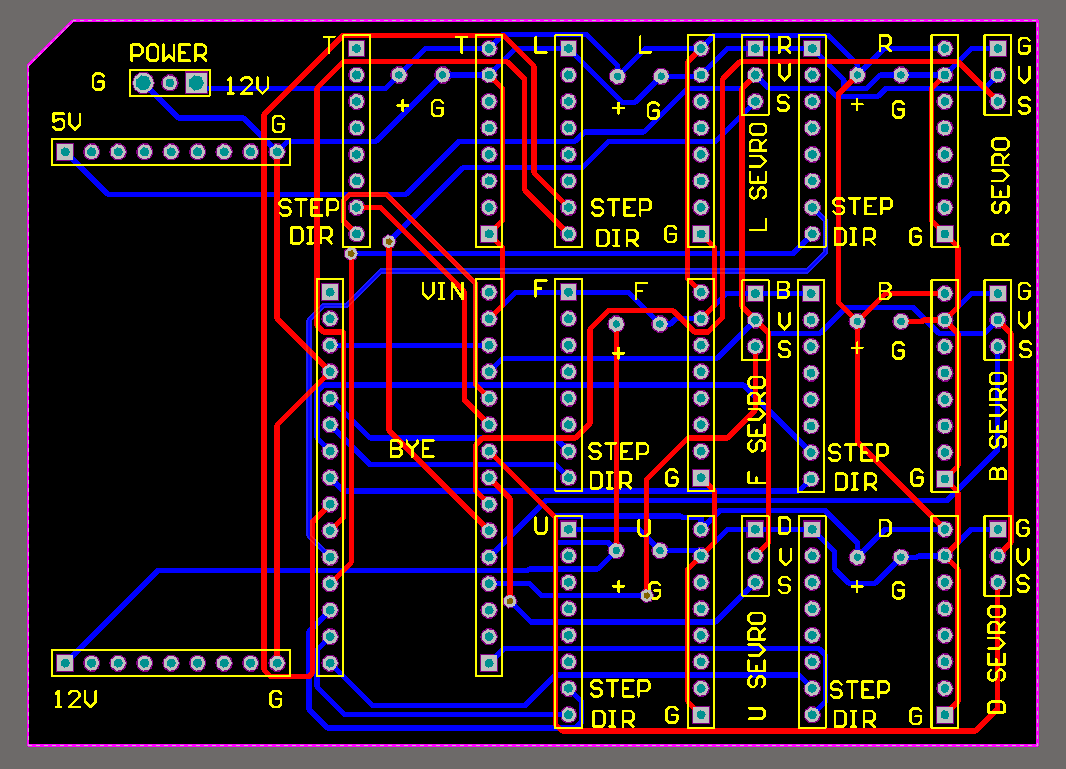 POWER
G 12V
5V G
T T L L R R G
V V
+ G + G S + G S
L SEVRO
R SEVRO
STEP STEP STEP
DIR DIR G DIR G
VIN F F B B G
V V
+ S + G S
F SEVRO
B SEVRO
BYE
STEP STEP
DIR G DIR G
U U D D G
V V
+ G S + G S
U SEVRO
D SEVRO
12V G
STEP STEP
DIR G DIR G